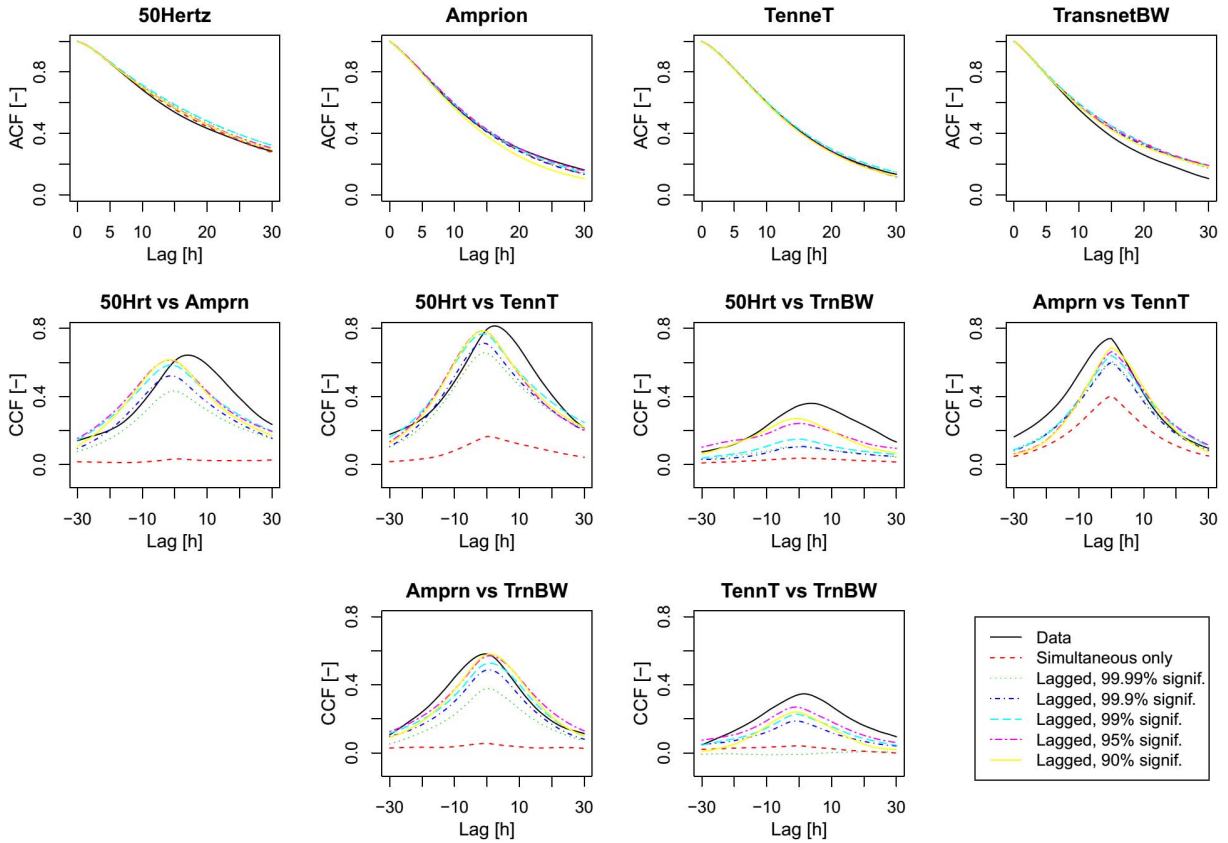 50Hertz
Amprion
TenneT
TransnetBW
ACF [−]
0.0 0.4 0.8
0 5 10 20 30
Lag [h]
ACF [−]
0.0 0.4 0.8
0 5 10 15 20 30
Lag [h]
ACF [−]
0.0 0.4 0.8
0 5 10 15 20 30
Lag [h]
ACF [−]
0.0 0.4 0.8
0 5 10 15 20 30
Lag [h]
50Hrt vs Amprn
50Hrt vs TennT
50Hrt vs TrnBW
Amprn vs TennT
CCF [−]
0.0 0.4 0.8
−30 −10 10 30
Lag [h]
CCF [−]
0.0 0.4 0.8
−30 −10 0 10 30
Lag [h]
CCF [−]
0.0 0.4 0.8
−30 −10 0 10 30
Lag [h]
CCF [−]
0.0 0.4 0.8
−30 −10 0 10 30
Lag [h]
Amprn vs TrnBW
TennT vs TrnBW
CCF [−]
0.0 0.4 0.8
−30 −10 0 10 30
Lag [h]
CCF [−]
0.0 0.4 0.8
−30 −10 0 10 30
Lag [h]
Data
Simultaneous only
Lagged, 99.99% signif.
Lagged, 99.9% signif.
Lagged, 99% signif.
Lagged, 95% signif.
Lagged, 90% signif.